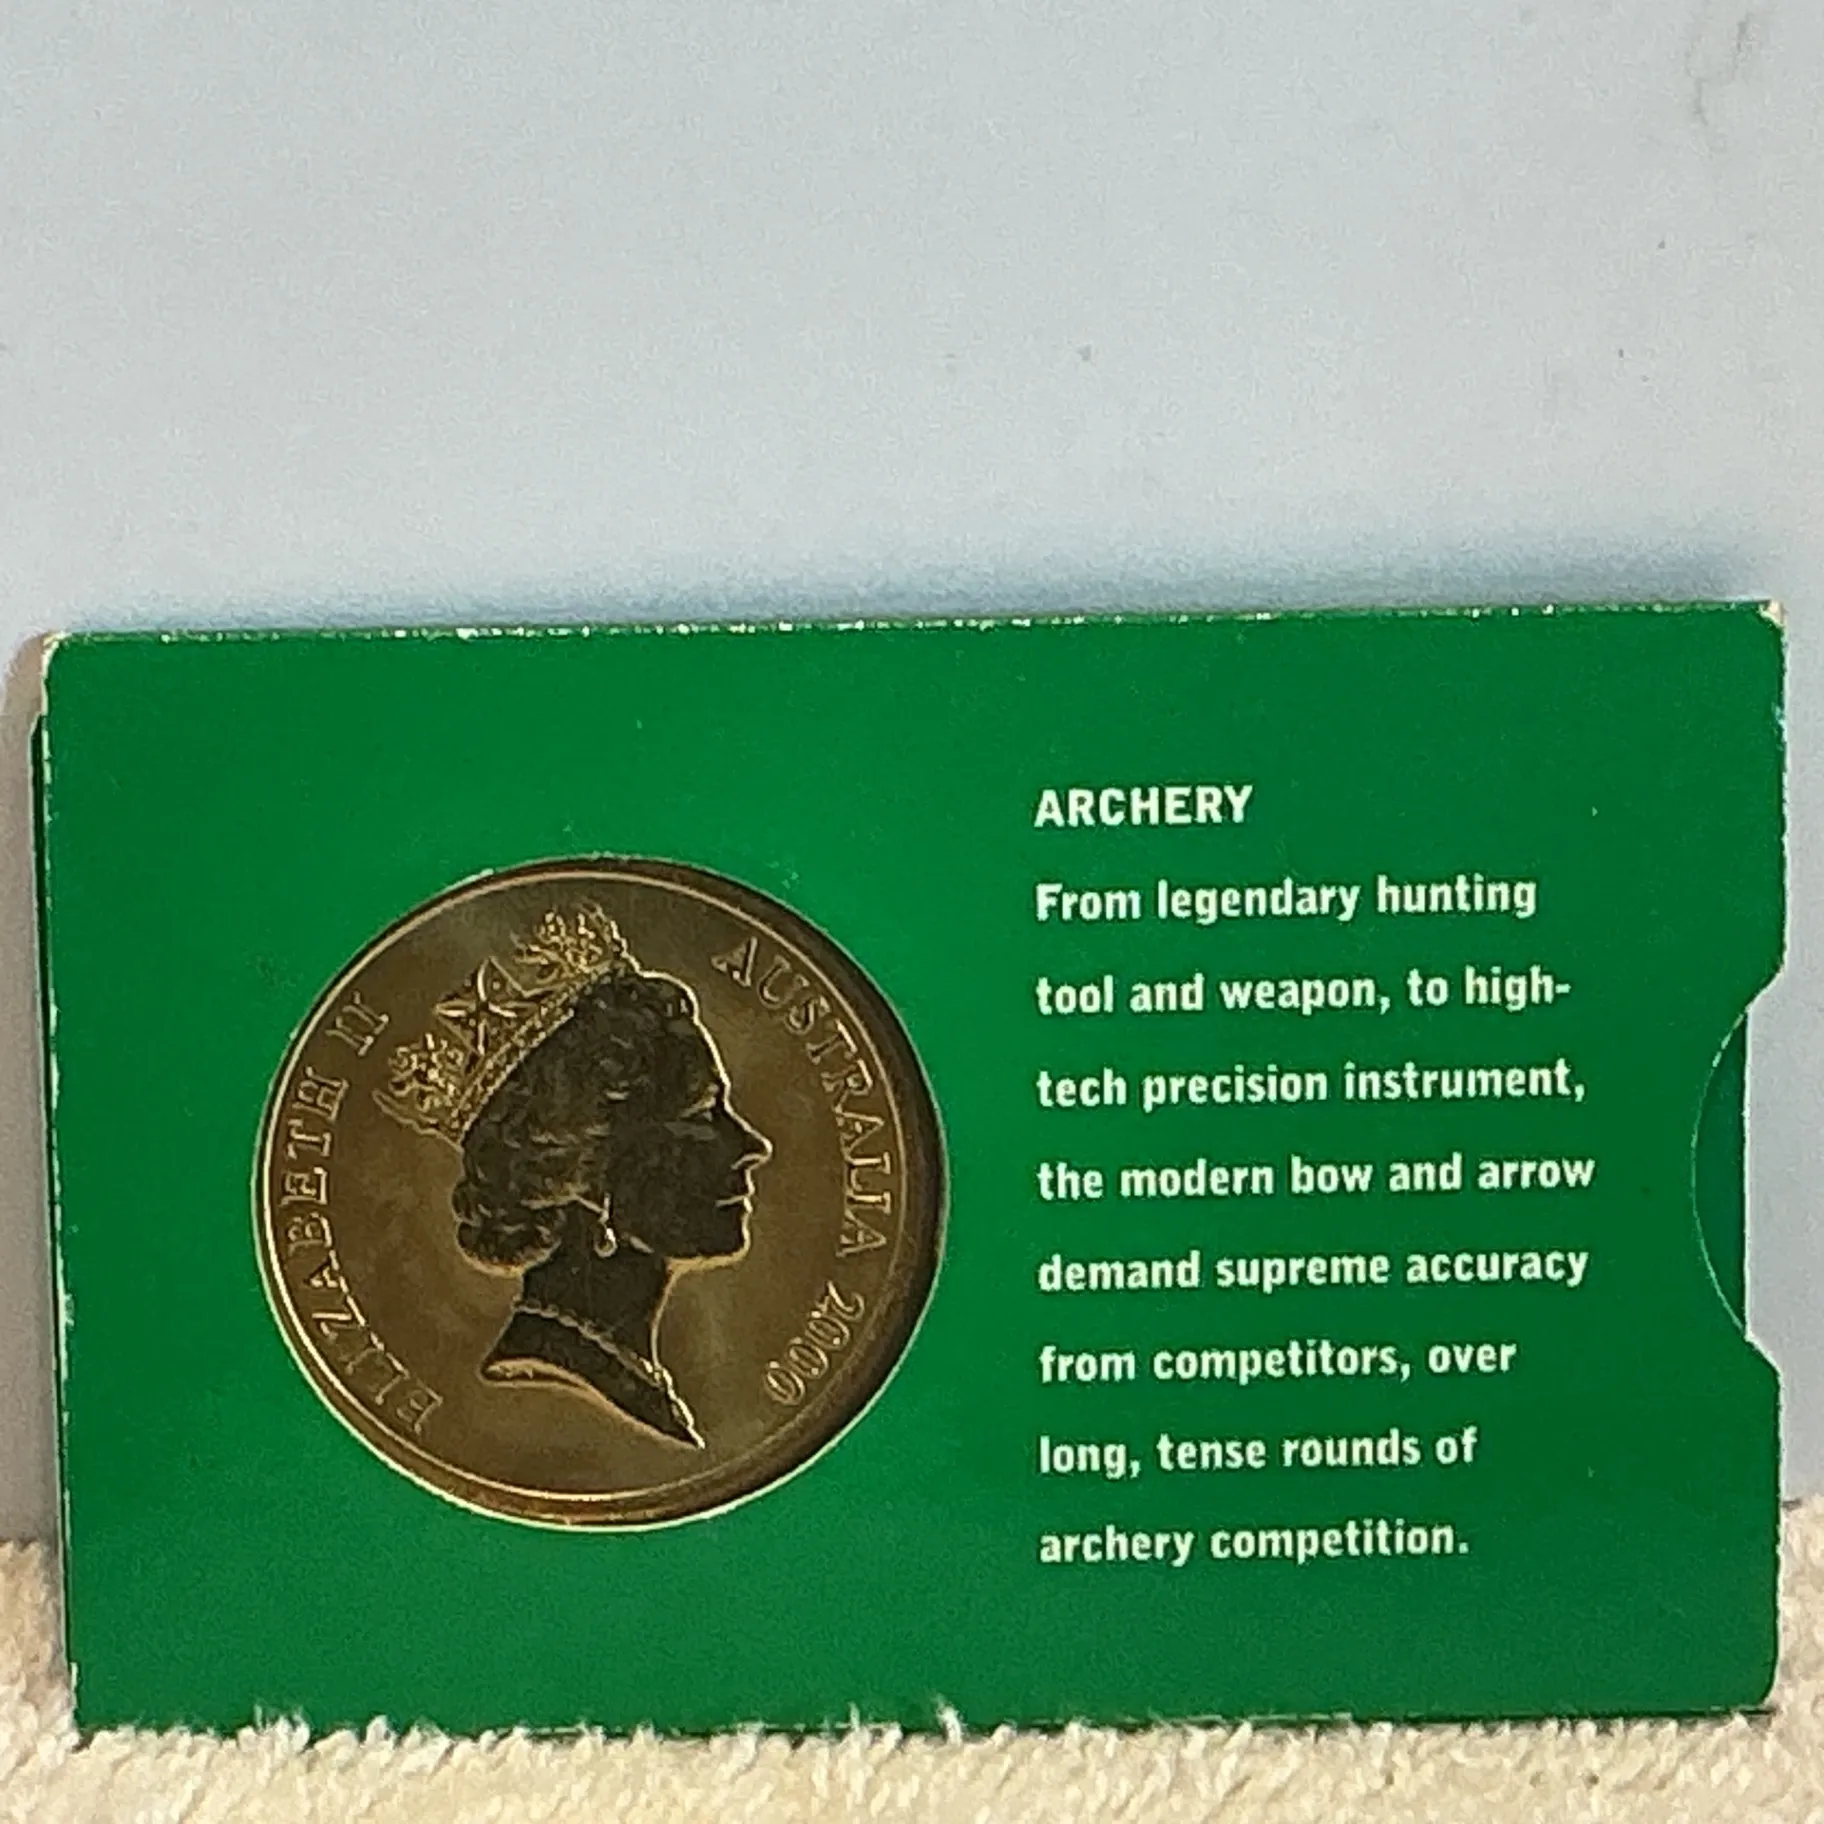 ELIZABETH II
AUSTRALIA 2000
ARCHERY
From legendary hunting
tool and weapon, to high-
tech precision instrument,
the modern bow and arrow
demand supreme accuracy
from competitors, over
long, tense rounds of
archery competition.